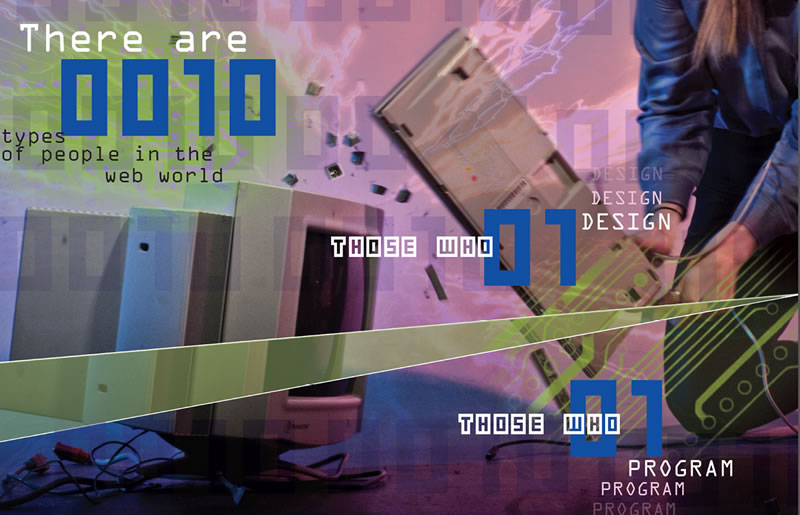 There are
0010
types
of people in the
web world
DESIGN
DESIGN
THOSE WHO 01 DESIGN
THOSE WHO 01
PROGRAM
PROGRAM
PROGRAM